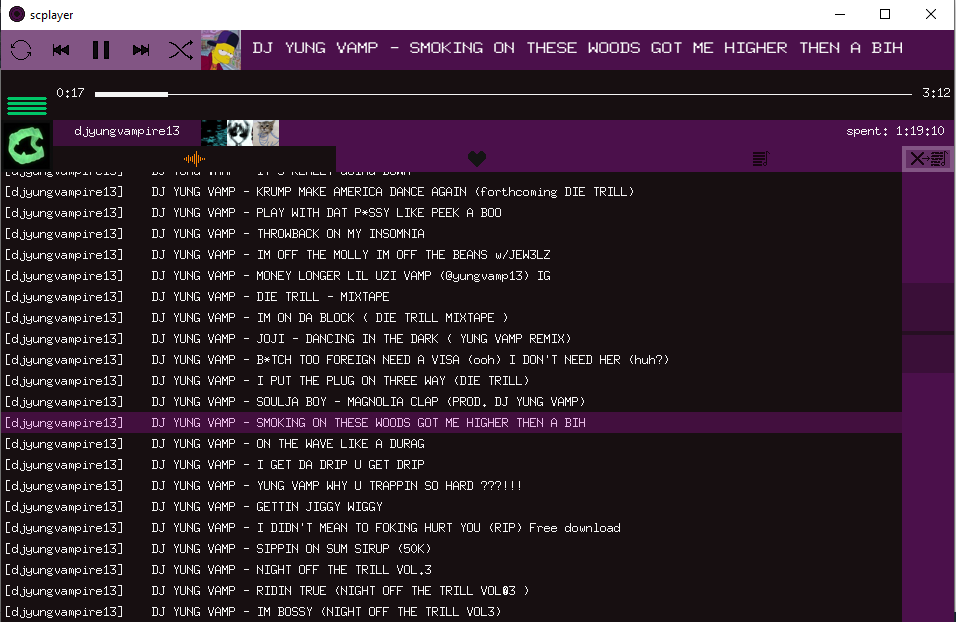 scplayer
DJ YUNG VAMP - SMOKING ON THESE WOODS GOT ME HIGHER THEN A BIH
0:17
3:12
djyungvampire13
spent: 1:19:10
[djyungvampire13] DJ YUNG VAMP - IT'S REALLY GOING DOWN
[djyungvampire13] DJ YUNG VAMP - KRUMP MAKE AMERICA DANCE AGAIN (forthcoming DIE TRILL)
[djyungvampire13] DJ YUNG VAMP - PLAY WITH DAT P*SSY LIKE PEEK A BOO
[djyungvampire13] DJ YUNG VAMP - THROWBACK ON MY INSOMNIA
[djyungvampire13] DJ YUNG VAMP - IM OFF THE MOLLY IM OFF THE BEANS w/JEW3LZ
[djyungvampire13] DJ YUNG VAMP - MONEY LONGER LIL UZI VAMP (@yungvamp13) IG
[djyungvampire13] DJ YUNG VAMP - DIE TRILL - MIXTAPE
[djyungvampire13] DJ YUNG VAMP - IM ON DA BLOCK ( DIE TRILL MIXTAPE )
[djyungvampire13] DJ YUNG VAMP - JOJI - DANCING IN THE DARK ( YUNG VAMP REMIX)
[djyungvampire13] DJ YUNG VAMP - B*TCH TOO FOREIGN NEED A VISA (ooh) I DON'T NEED HER (huh?)
[djyungvampire13] DJ YUNG VAMP - I PUT THE PLUG ON THREE WAY (DIE TRILL)
[djyungvampire13] DJ YUNG VAMP - SOULJA BOY - MAGNOLIA CLAP (PROD. DJ YUNG VAMP)
[djyungvampire13] DJ YUNG VAMP - SMOKING ON THESE WOODS GOT ME HIGHER THEN A BIH
[djyungvampire13] DJ YUNG VAMP - ON THE WAVE LIKE A DURAG
[djyungvampire13] DJ YUNG VAMP - I GET DA DRIP U GET DRIP
[djyungvampire13] DJ YUNG VAMP - YUNG VAMP WHY U TRAPPIN SO HARD ???!!!
[djyungvampire13] DJ YUNG VAMP - GETTIN JIGGY WIGGY
[djyungvampire13] DJ YUNG VAMP - I DIDN'T MEAN TO FOKING HURT YOU (RIP) Free download
[djyungvampire13] DJ YUNG VAMP - SIPPIN ON SUM SIRUP (50K)
[djyungvampire13] DJ YUNG VAMP - NIGHT OFF THE TRILL VOL.3
[djyungvampire13] DJ YUNG VAMP - RIDIN TRUE (NIGHT OFF THE TRILL VOL03 )
[djyungvampire13] DJ YUNG VAMP - IM BOSSY (NIGHT OFF THE TRILL VOL3)